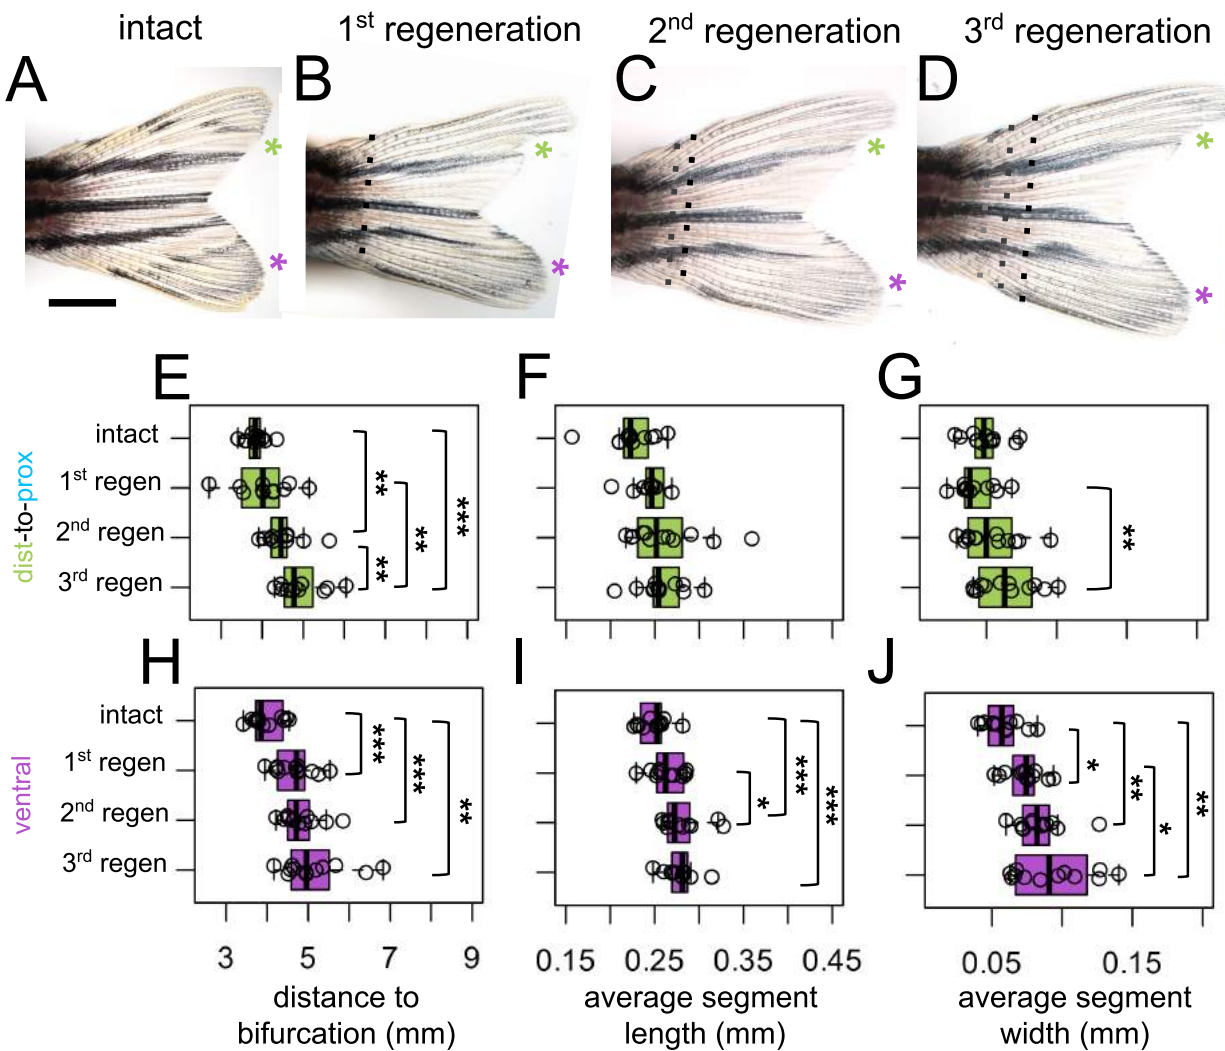 intact
1st regeneration
2nd regeneration
3rd regeneration
A
B
C
D
*
*
*
*
*
*
*
*
E
F
G
dist-to-prox
intact
1st regen
2nd regen
3rd regen
**
**
**
***
**
H
I
J
ventral
intact
1st regen
2nd regen
3rd regen
***
***
**
*
***
***
*
**
*
**
3 5 7 9
0.15 0.25 0.35 0.45
0.05 0.15
distance to
bifurcation (mm)
average segment
length (mm)
average segment
width (mm)